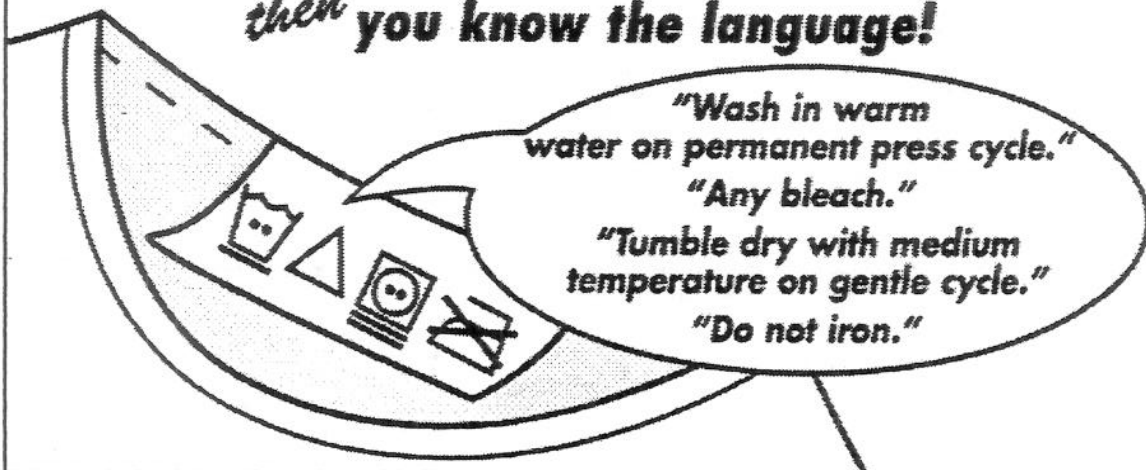 then you know the language!
"Wash in warm
water on permanent press cycle."
"Any bleach."
"Tumble dry with medium
temperature on gentle cycle."
"Do not iron."